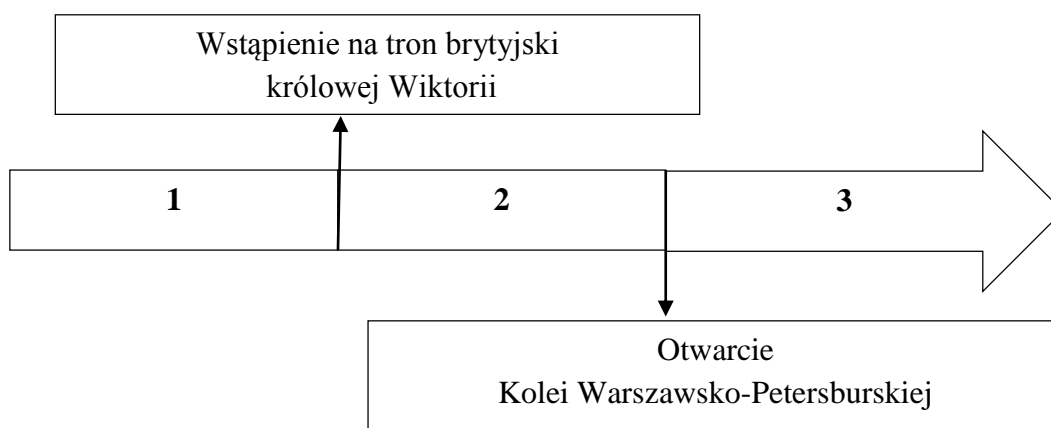 Wstąpienie na tron brytyjski
królowej Wiktorii
1 2 3
Otwarcie
Kolei Warszawsko-Petersburskiej